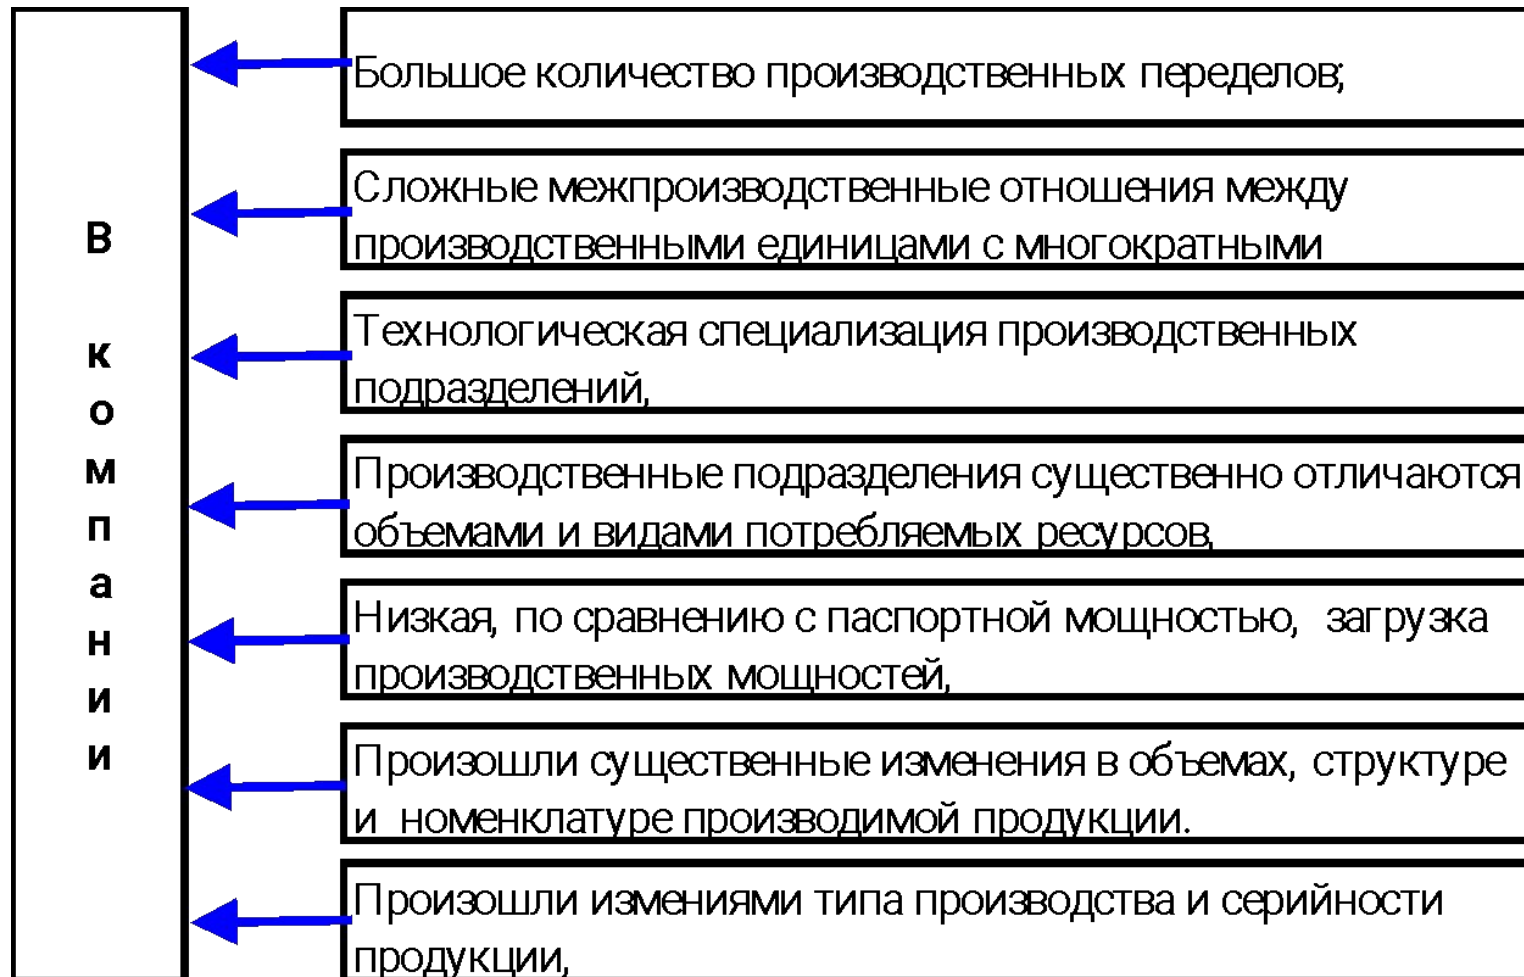 В компании
Большое количество производственных переделов;
Сложные межпроизводственные отношения между
производственными единицами с многократными
Технологическая специализация производственных
подразделений,
Производственные подразделения существенно отличаются
объемами и видами потребляемых ресурсов,
Низкая, по сравнению с паспортной мощностью, загрузка
производственных мощностей,
Произошли существенные изменения в объемах, структуре
и номенклатуре производимой продукции.
Произошли измениями типа производства и серийности
продукции,